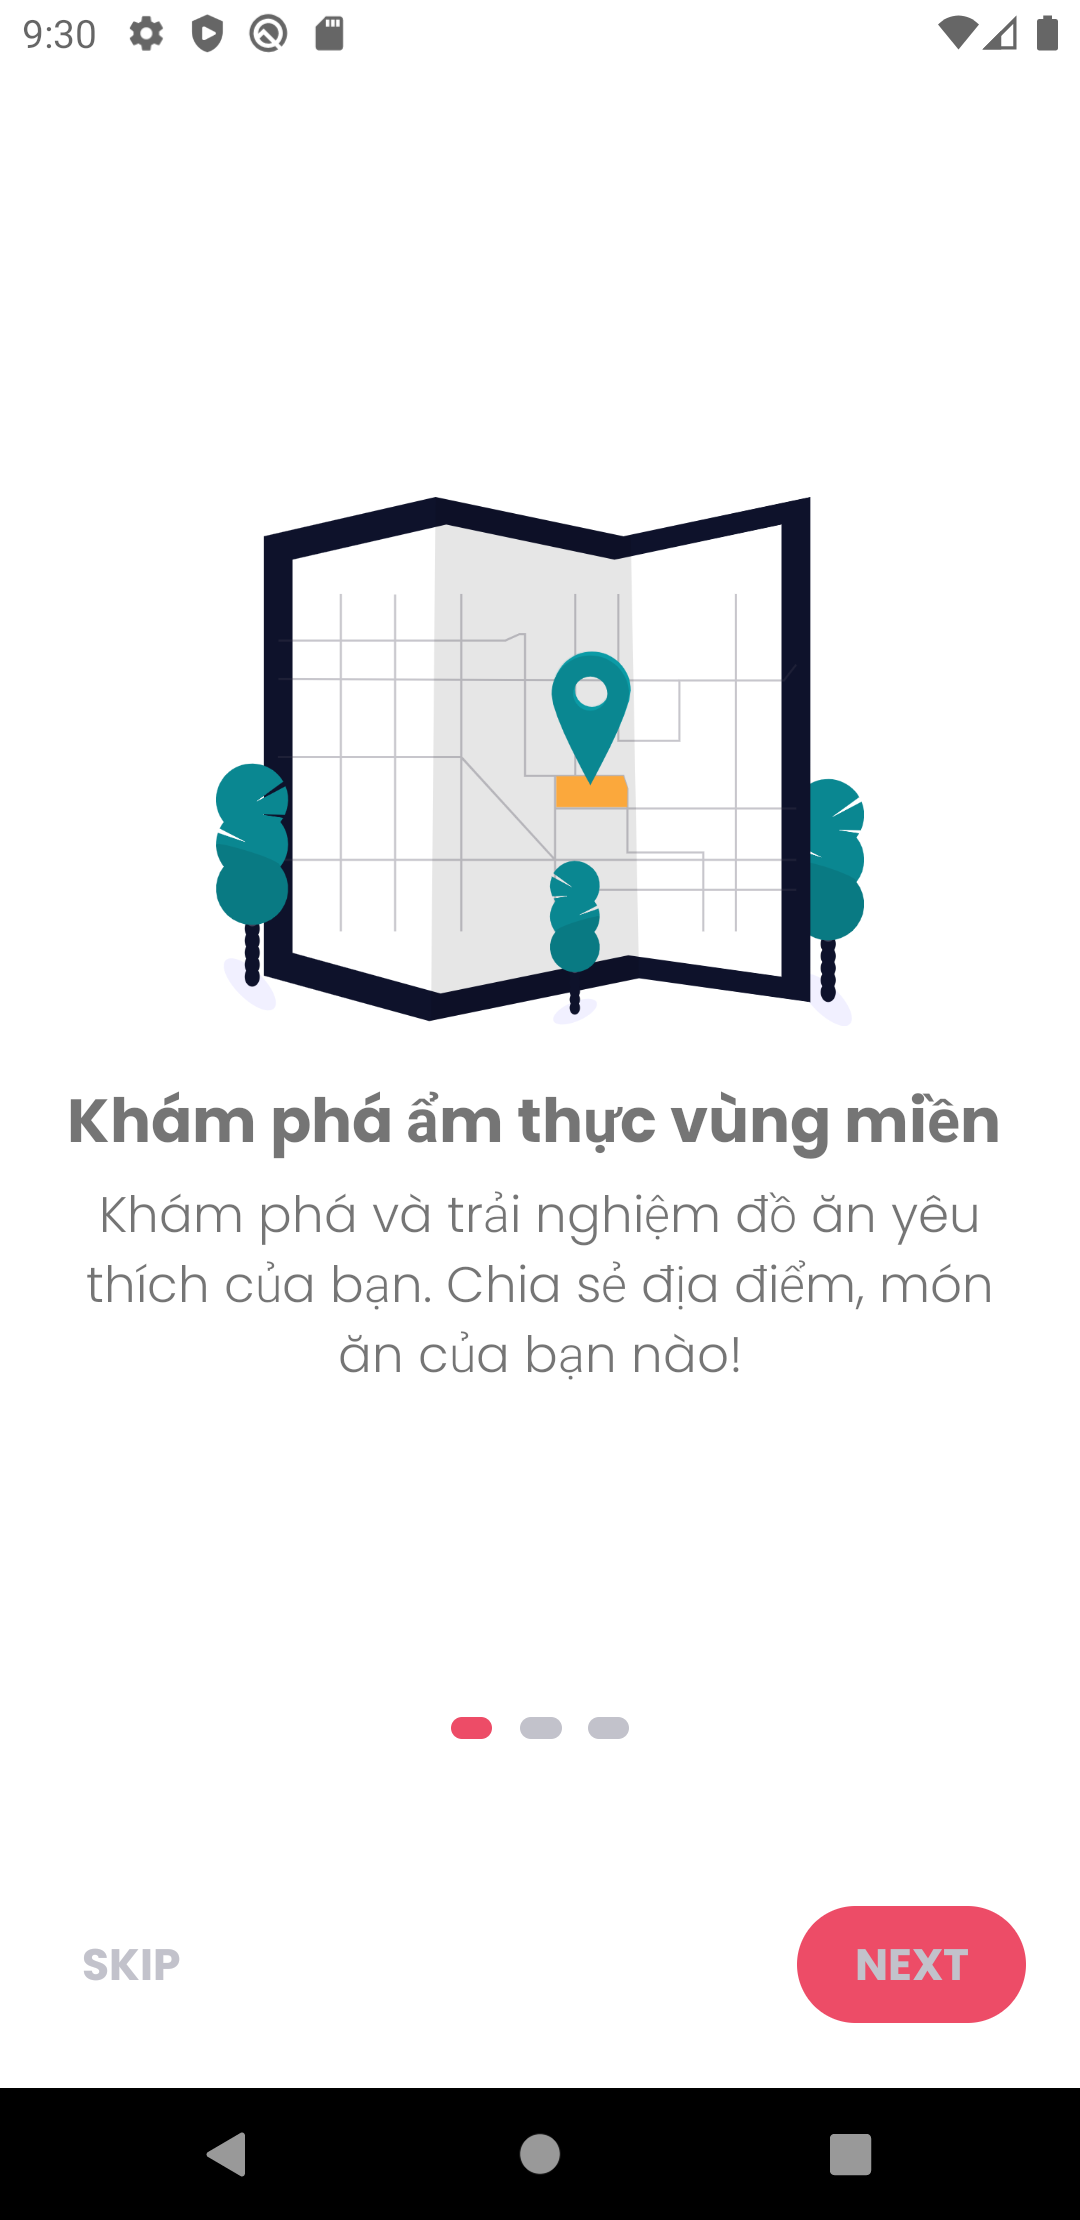 9:30
Khám phá ẩm thực vùng miền
Khám phá và trải nghiệm đồ ăn yêu
thích của bạn. Chia sẻ địa điểm, món
ăn của bạn nào!
SKIP
NEXT